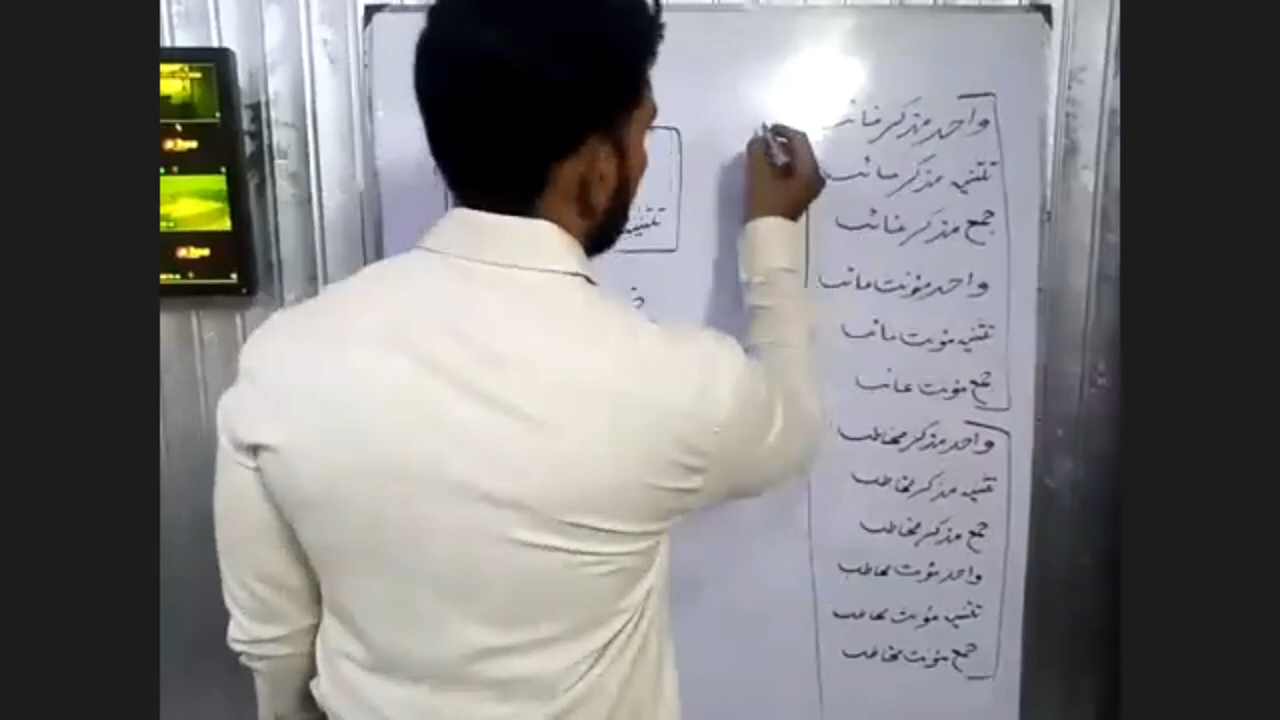 واحد مذکر غائب
تثنیہ مذکر غائب
جمع مذکر غائب
واحد مؤنث غائب
تثنیہ مؤنث غائب
جمع مؤنث غائب
واحد مذکر مخاطب
تثنیہ مذکر مخاطب
جمع مذکر مخاطب
واحد مؤنث مخاطب
تثنیہ مؤنث مخاطب
جمع مؤنث مخاطب
تثنیہ